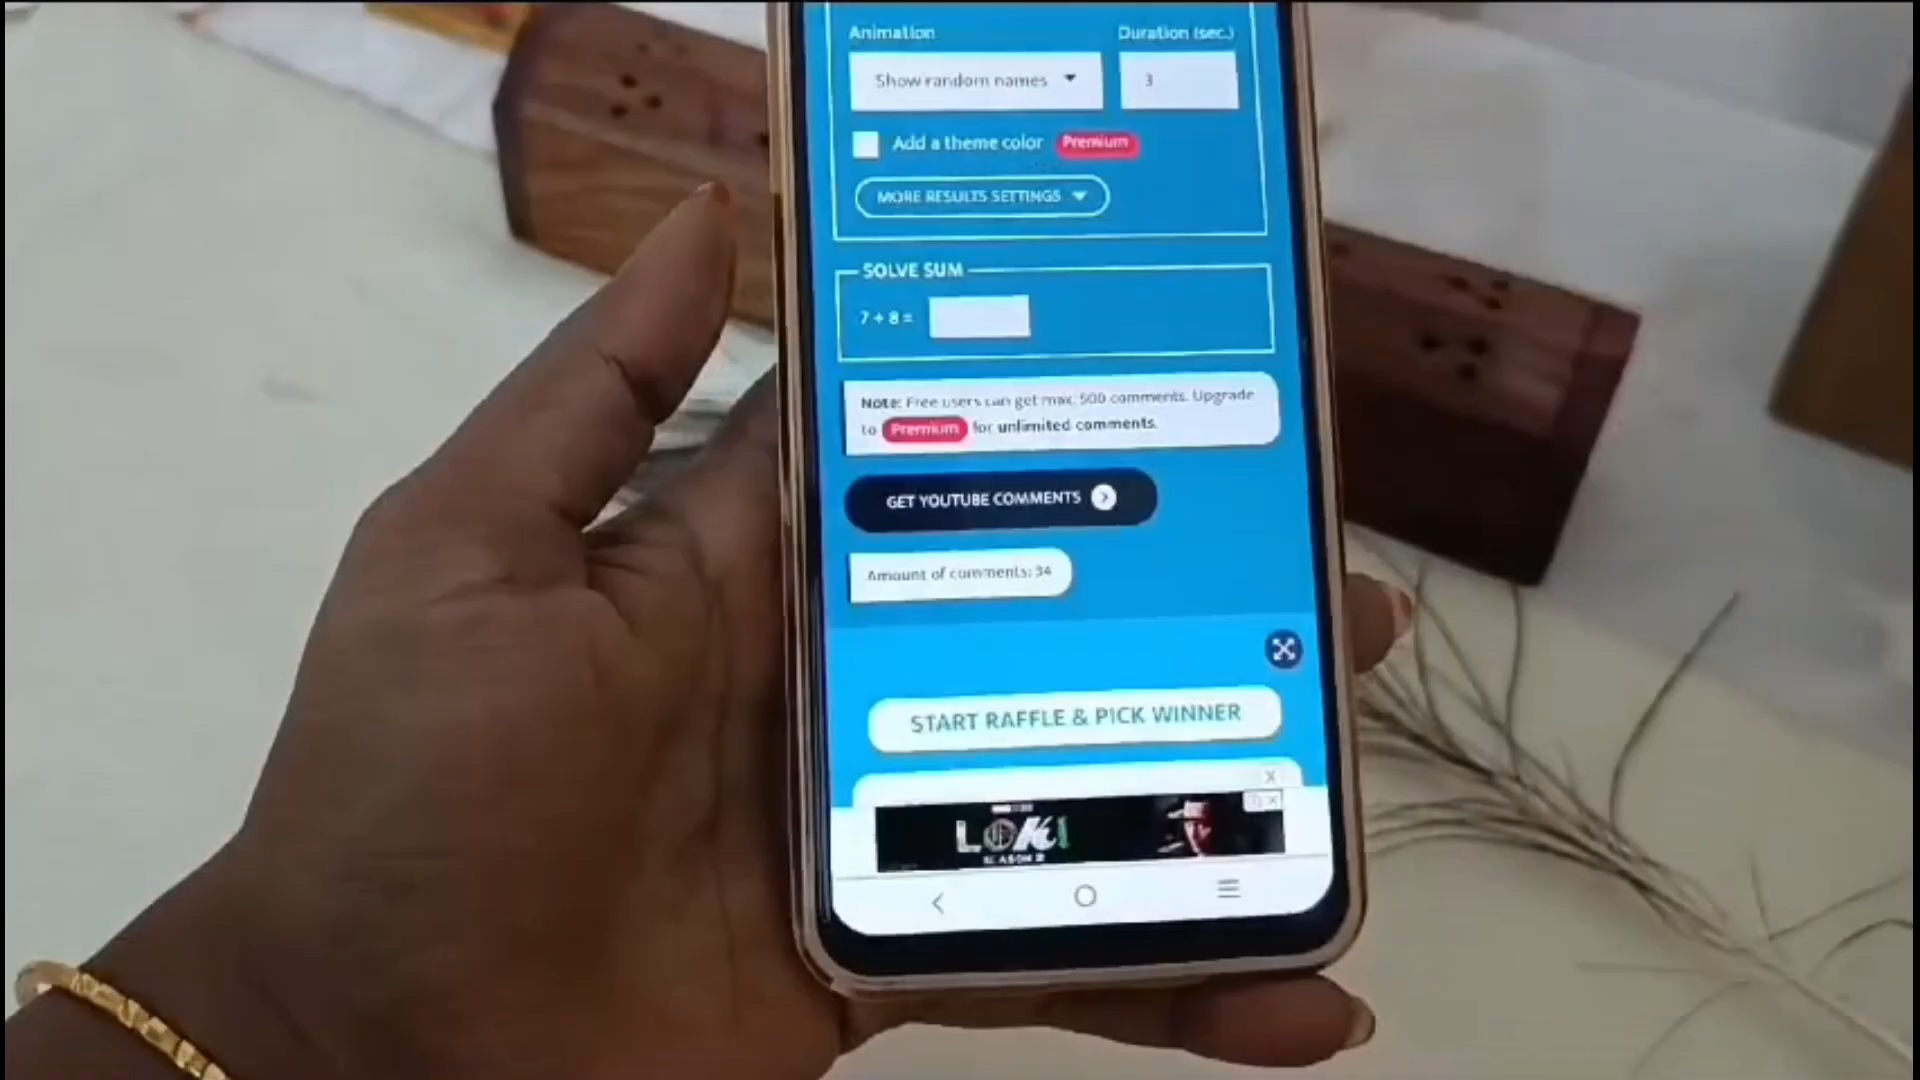 Animation Duration (sec.)
Show random names 3
Add a theme color Premium
MORE RESULTS SETTINGS
SOLVE SUM
7 + 8 =
Note: Free users can get max. 500 comments. Upgrade
to Premium for unlimited comments.
GET YOUTUBE COMMENTS
Amount of comments: 34
START RAFFLE & PICK WINNER
X
LOKI
SEASON 2